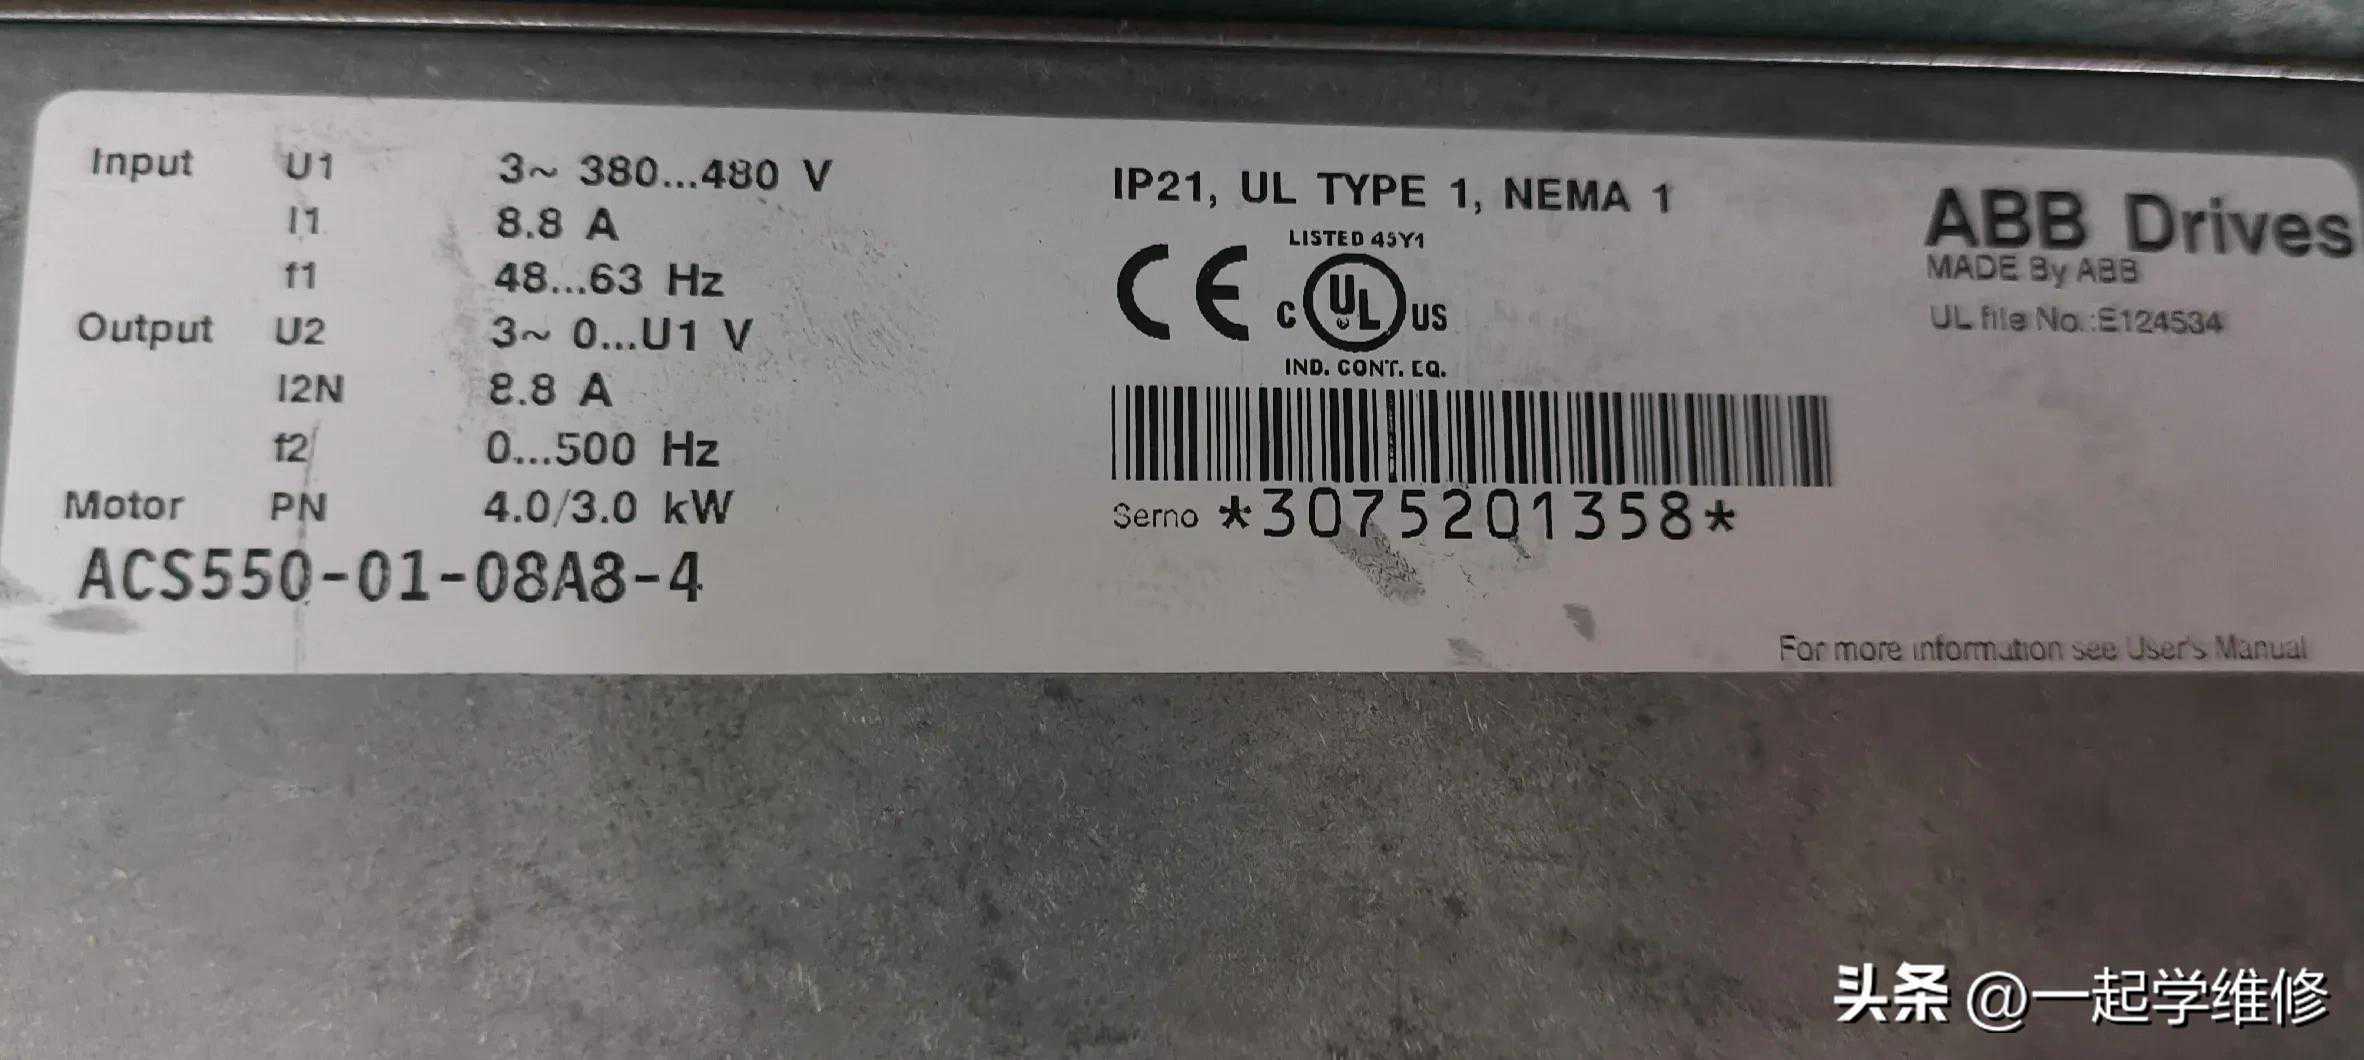 Input U1 3~ 380...480 V
I1 8.8 A
f1 48...63 Hz
Output U2 3~ 0...U1 V
I2N 8.8 A
f2 0...500 Hz
Motor PN 4.0/3.0 kW
ACS550-01-08A8-4
IP21, UL TYPE 1, NEMA 1
LISTED 45Y1
CE C UL US
IND. CONT. EQ.
Serno *3075201358*
ABB Drives
MADE By ABB
UL file No.:E124534
For more information see User's Manual
头条 @一起学维修